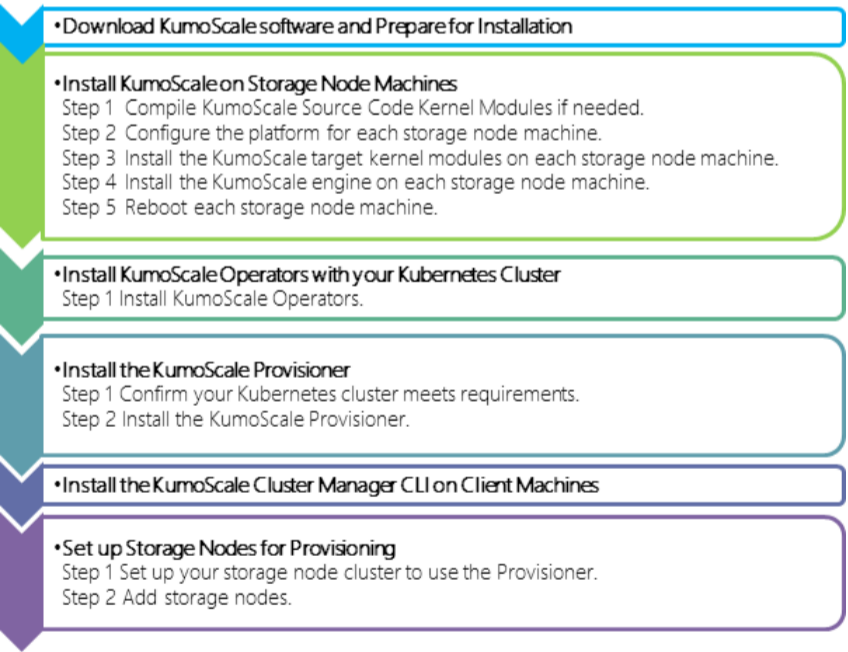 •Download KumoScale software and Prepare for Installation
•Install KumoScale on Storage Node Machines
Step 1 Compile KumoScale Source Code Kernel Modules if needed.
Step 2 Configure the platform for each storage node machine.
Step 3 Install the KumoScale target kernel modules on each storage node machine.
Step 4 Install the KumoScale engine on each storage node machine.
Step 5 Reboot each storage node machine.
•Install KumoScale Operators with your Kubernetes Cluster
Step 1 Install KumoScale Operators.
•Install the KumoScale Provisioner
Step 1 Confirm your Kubernetes cluster meets requirements.
Step 2 Install the KumoScale Provisioner.
•Install the KumoScale Cluster Manager CLI on Client Machines
•Set up Storage Nodes for Provisioning
Step 1 Set up your storage node cluster to use the Provisioner.
Step 2 Add storage nodes.